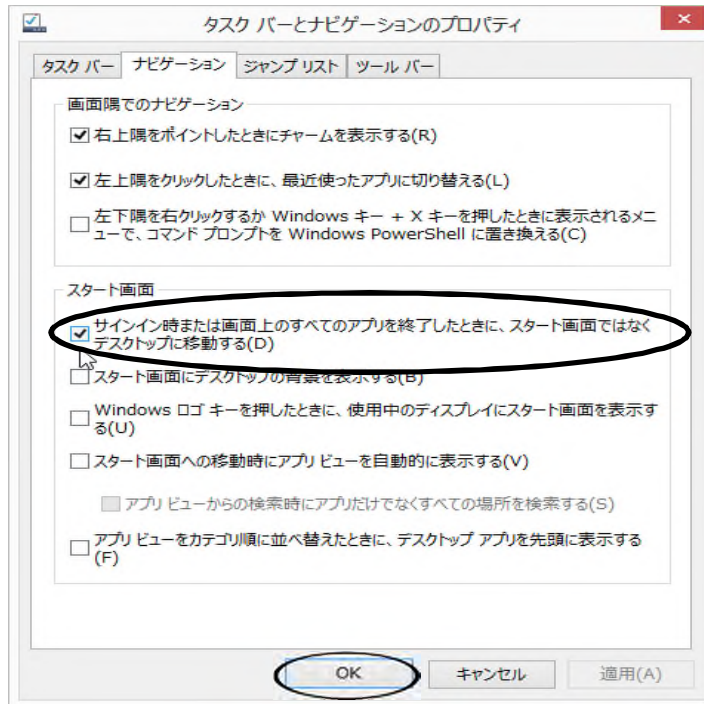 タスク バーとナビゲーションのプロパティ
タスク バー ナビゲーション ジャンプ リスト ツール バー
画面隅でのナビゲーション
右上隅をポイントしたときにチャームを表示する(R)
左上隅をクリックしたときに、最近使ったアプリに切り替える(L)
左下隅を右クリックするか Windows キー + X キーを押したときに表示されるメニ
ューで、コマンド プロンプトを Windows PowerShell に置き換える(C)
スタート画面
サインイン時または画面上のすべてのアプリを終了したときに、スタート画面ではなく
デスクトップに移動する(D)
スタート画面にデスクトップの背景を表示する(B)
Windows ロゴ キーを押したときに、使用中のディスプレイにスタート画面を表示す
る(U)
スタート画面への移動時にアプリ ビューを自動的に表示する(V)
アプリ ビューからの検索時にアプリだけでなくすべての場所を検索する(S)
アプリ ビューをカテゴリ順に並べ替えたときに、デスクトップ アプリを先頭に表示する
(F)
OK キャンセル 適用(A)